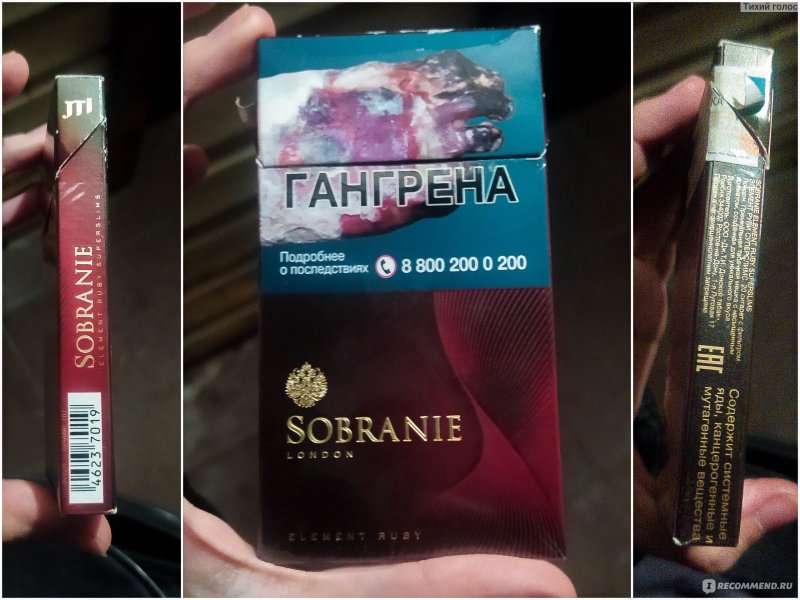 JTI
SOBRANIE
ELEMENT RUBY SUPERSLIMS
4623 7019
ГАНГРЕНА
Подробнее
о последствиях
8 800 200 0 200
SOBRANIE
LONDON
ELEMENT RUBY
Тихий голос
SOBRANIE ELEMENT RUBY SUPERSLIMS
EAC
Содержит системные
яды, канцерогенные и
мутагенные вещества
IRECOMMEND.RU